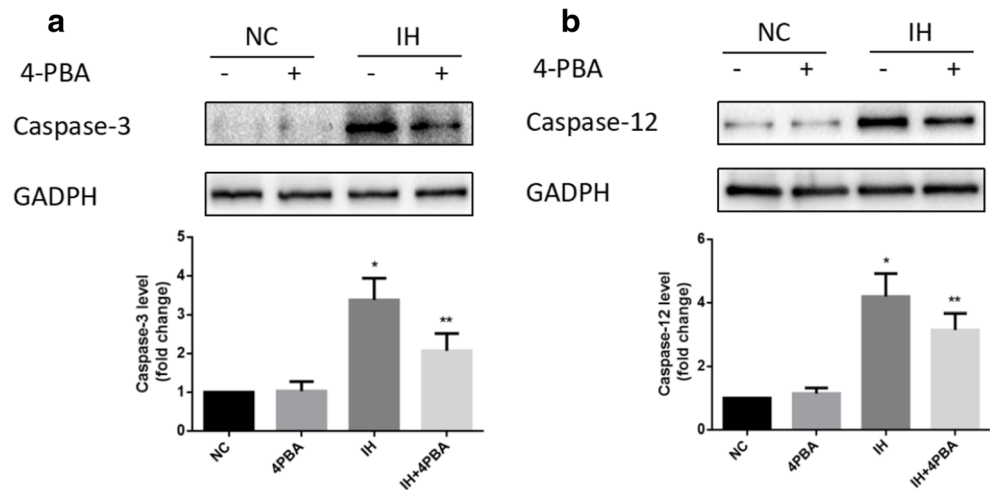 a
NC IH
4-PBA - + - +
Caspase-3
GADPH
Caspase-3 level
(fold change)
5
4
3
2
1
0
*
**
NC 4PBA IH IH+4PBA
b
NC IH
4-PBA - + - +
Caspase-12
GADPH
Caspase-12 level
(fold change)
6
4
2
0
*
**
NC 4PBA IH IH+4PBA